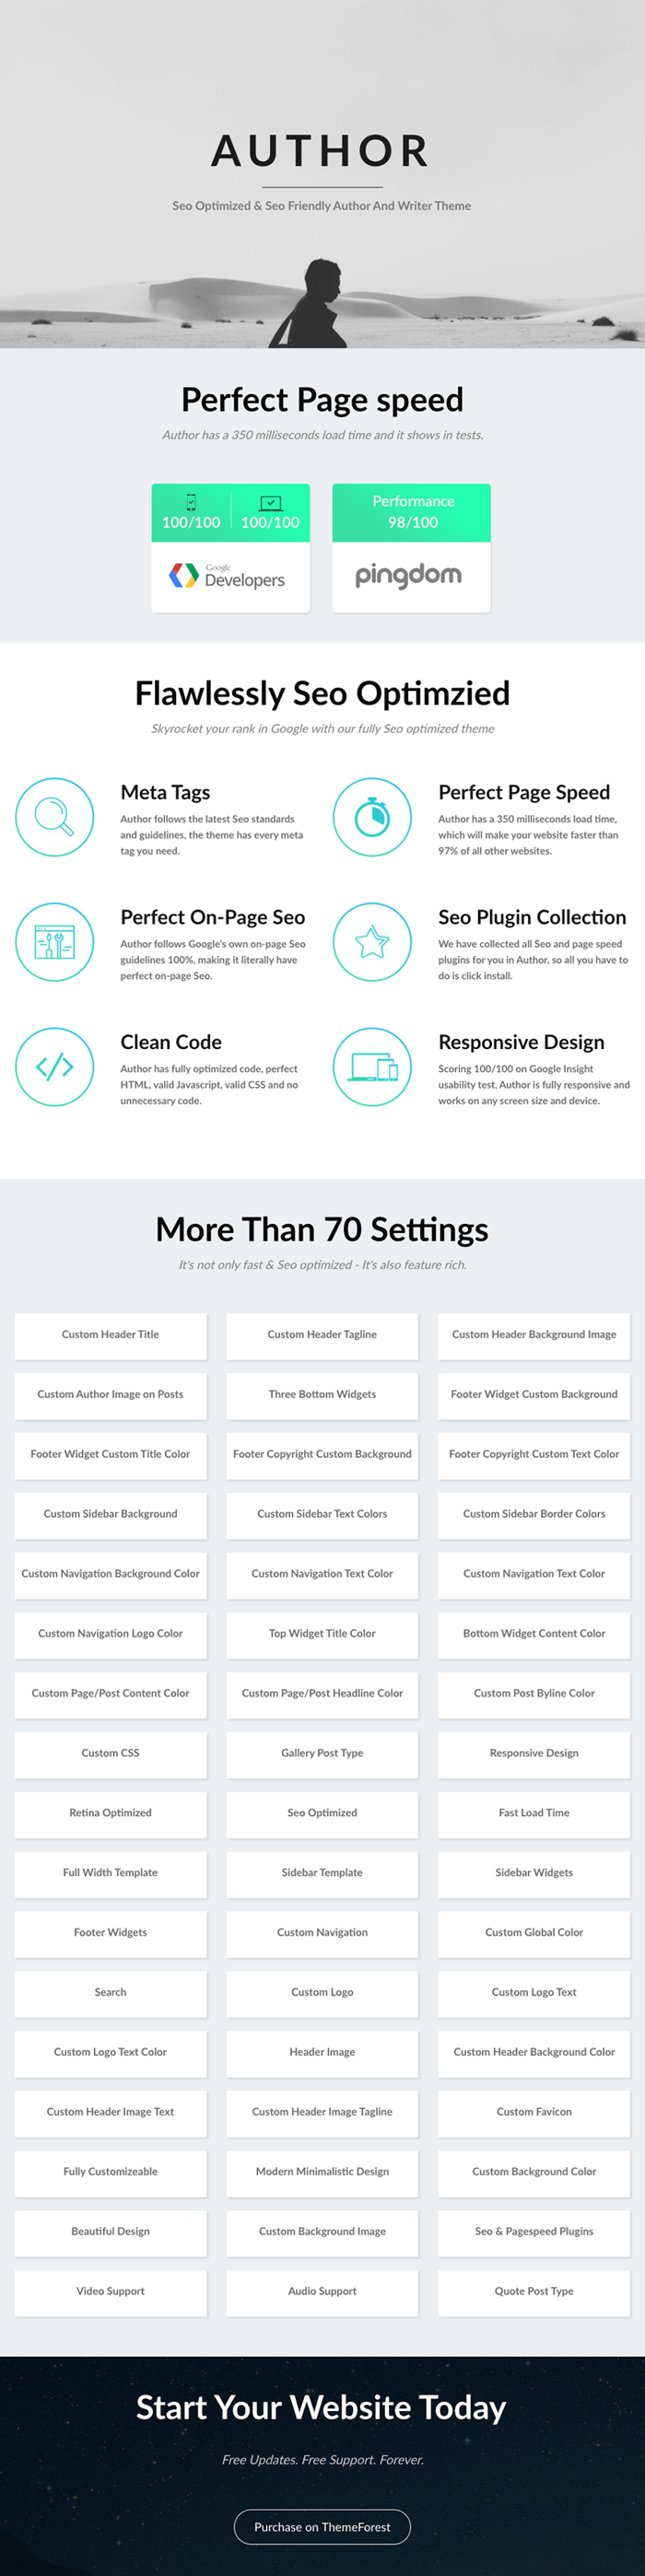 AUTHOR
Seo Optimized & Seo Friendly Author And Writer Theme
Perfect Page speed
Author has a 350 milliseconds load time and it shows in tests.
100/100
100/100
Google
Developers
Performance
98/100
pingdom
Flawlessly Seo Optimzied
Skyrocket your rank in Google with our fully Seo optimized theme
Meta Tags
Author follows the latest Seo standards
and guidelines, the theme has every meta
tag you need.
Perfect Page Speed
Author has a 350 milliseconds load time,
which will make your website faster than
97% of all other websites.
Perfect On-Page Seo
Author follows Google's own on-page Seo
guidelines 100%, making it literally have
perfect on-page Seo.
Seo Plugin Collection
We have collected all Seo and page speed
plugins for you in Author, so all you have to
do is click install.
Clean Code
Author has fully optimized code, perfect
HTML, valid Javascript, valid CSS and no
unnecessary code.
Responsive Design
Scoring 100/100 on Google Insight
usability test, Author is fully responsive and
works on any screen size and device.
More Than 70 Settings
It's not only fast & Seo optimized - It's also feature rich.
Custom Header Title
Custom Header Tagline
Custom Header Background Image
Custom Author Image on Posts
Three Bottom Widgets
Footer Widget Custom Background
Footer Widget Custom Title Color
Footer Copyright Custom Background
Footer Copyright Custom Text Color
Custom Sidebar Background
Custom Sidebar Text Colors
Custom Sidebar Border Colors
Custom Navigation Background Color
Custom Navigation Text Color
Custom Navigation Text Color
Custom Navigation Logo Color
Top Widget Title Color
Bottom Widget Content Color
Custom Page/Post Content Color
Custom Page/Post Headline Color
Custom Post Byline Color
Custom CSS
Gallery Post Type
Responsive Design
Retina Optimized
Seo Optimized
Fast Load Time
Full Width Template
Sidebar Template
Sidebar Widgets
Footer Widgets
Custom Navigation
Custom Global Color
Search
Custom Logo
Custom Logo Text
Custom Logo Text Color
Header Image
Custom Header Background Color
Custom Header Image Text
Custom Header Image Tagline
Custom Favicon
Fully Customizeable
Modern Minimalistic Design
Custom Background Color
Beautiful Design
Custom Background Image
Seo & Pagespeed Plugins
Video Support
Audio Support
Quote Post Type
Start Your Website Today
Free Updates. Free Support. Forever.
Purchase on ThemeForest